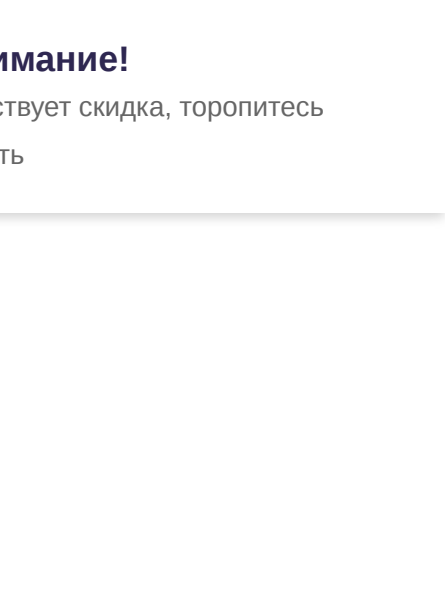 имание!
ствует скидка, торопитесь
ть